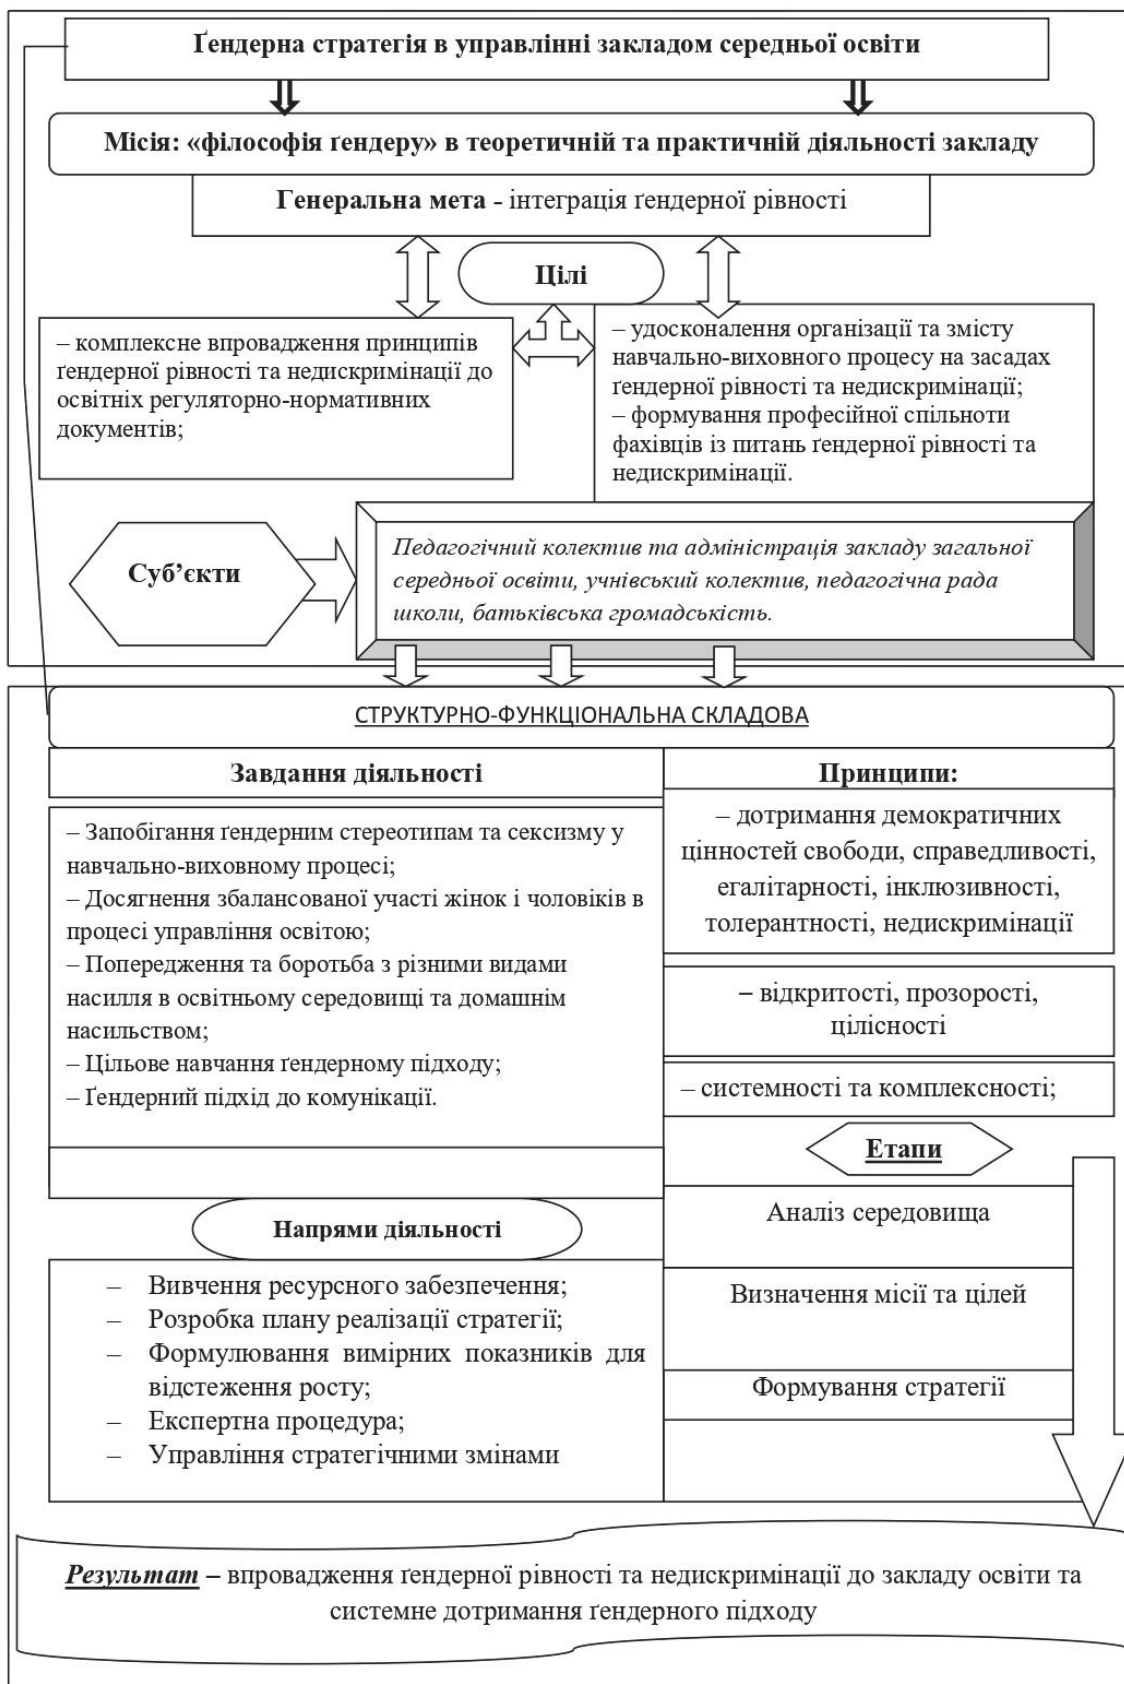 Ґендерна стратегія в управлінні закладом середньої освіти
Місія: «філософія ґендеру» в теоретичній та практичній діяльності закладу
Генеральна мета - інтеграція ґендерної рівності
Цілі
– комплексне впровадження принципів
ґендерної рівності та недискримінації до
освітніх регуляторно-нормативних
документів;
– удосконалення організації та змісту
навчально-виховного процесу на засадах
ґендерної рівності та недискримінації;
– формування професійної спільноти
фахівців із питань ґендерної рівності та
недискримінації.
Суб’єкти
Педагогічний колектив та адміністрація закладу загальної
середньої освіти, учнівський колектив, педагогічна рада
школи, батьківська громадськість.
СТРУКТУРНО-ФУНКЦІОНАЛЬНА СКЛАДОВА
Завдання діяльності
– Запобігання ґендерним стереотипам та сексизму у
навчально-виховному процесі;
– Досягнення збалансованої участі жінок і чоловіків в
процесі управління освітою;
– Попередження та боротьба з різними видами
насилля в освітньому середовищі та домашнім
насильством;
– Цільове навчання ґендерному підходу;
– Ґендерний підхід до комунікації.
Принципи:
– дотримання демократичних
цінностей свободи, справедливості,
егалітарності, інклюзивності,
толерантності, недискримінації
– відкритості, прозорості,
цілісності
– системності та комплексності;
Напрями діяльності
– Вивчення ресурсного забезпечення;
– Розробка плану реалізації стратегії;
– Формулювання вимірних показників для
відстеження росту;
– Експертна процедура;
– Управління стратегічними змінами
Етапи
Аналіз середовища
Визначення місії та цілей
Формування стратегії
Результат – впровадження ґендерної рівності та недискримінації до закладу освіти та
системне дотримання ґендерного підходу